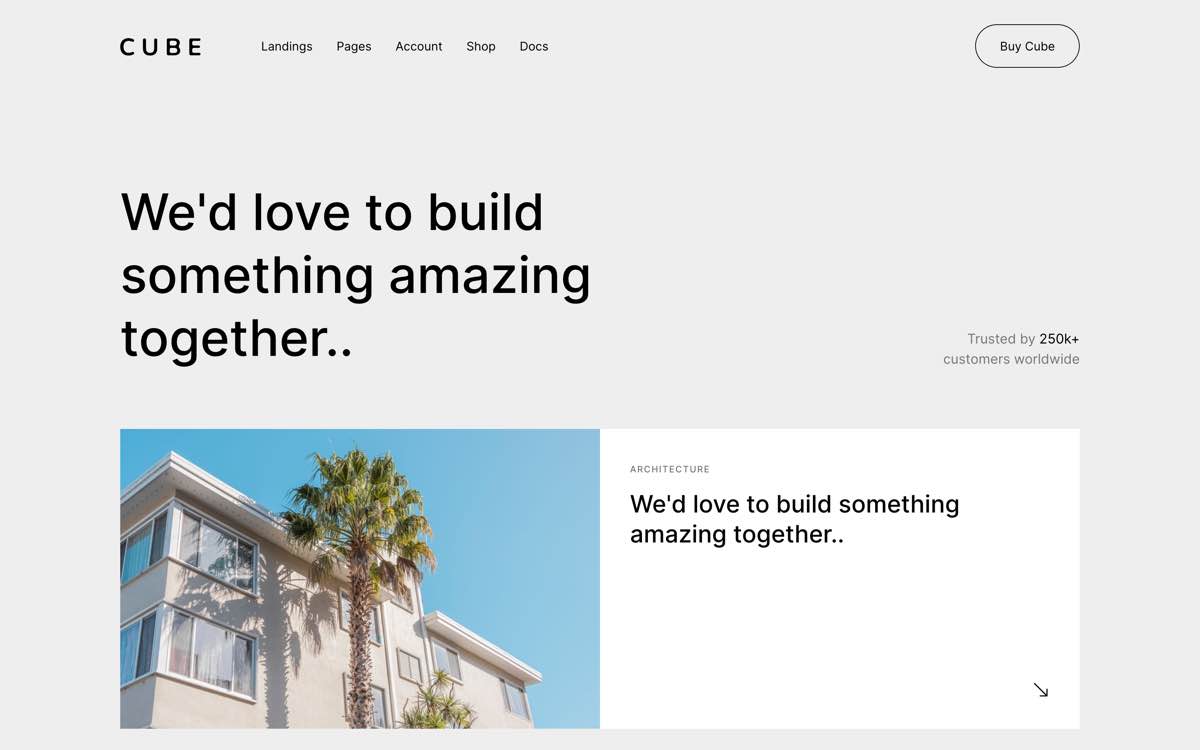 CUBE
Landings
Pages
Account
Shop
Docs
Buy Cube
We'd love to build
something amazing
together..
Trusted by 250k+
customers worldwide
ARCHITECTURE
We'd love to build something
amazing together..